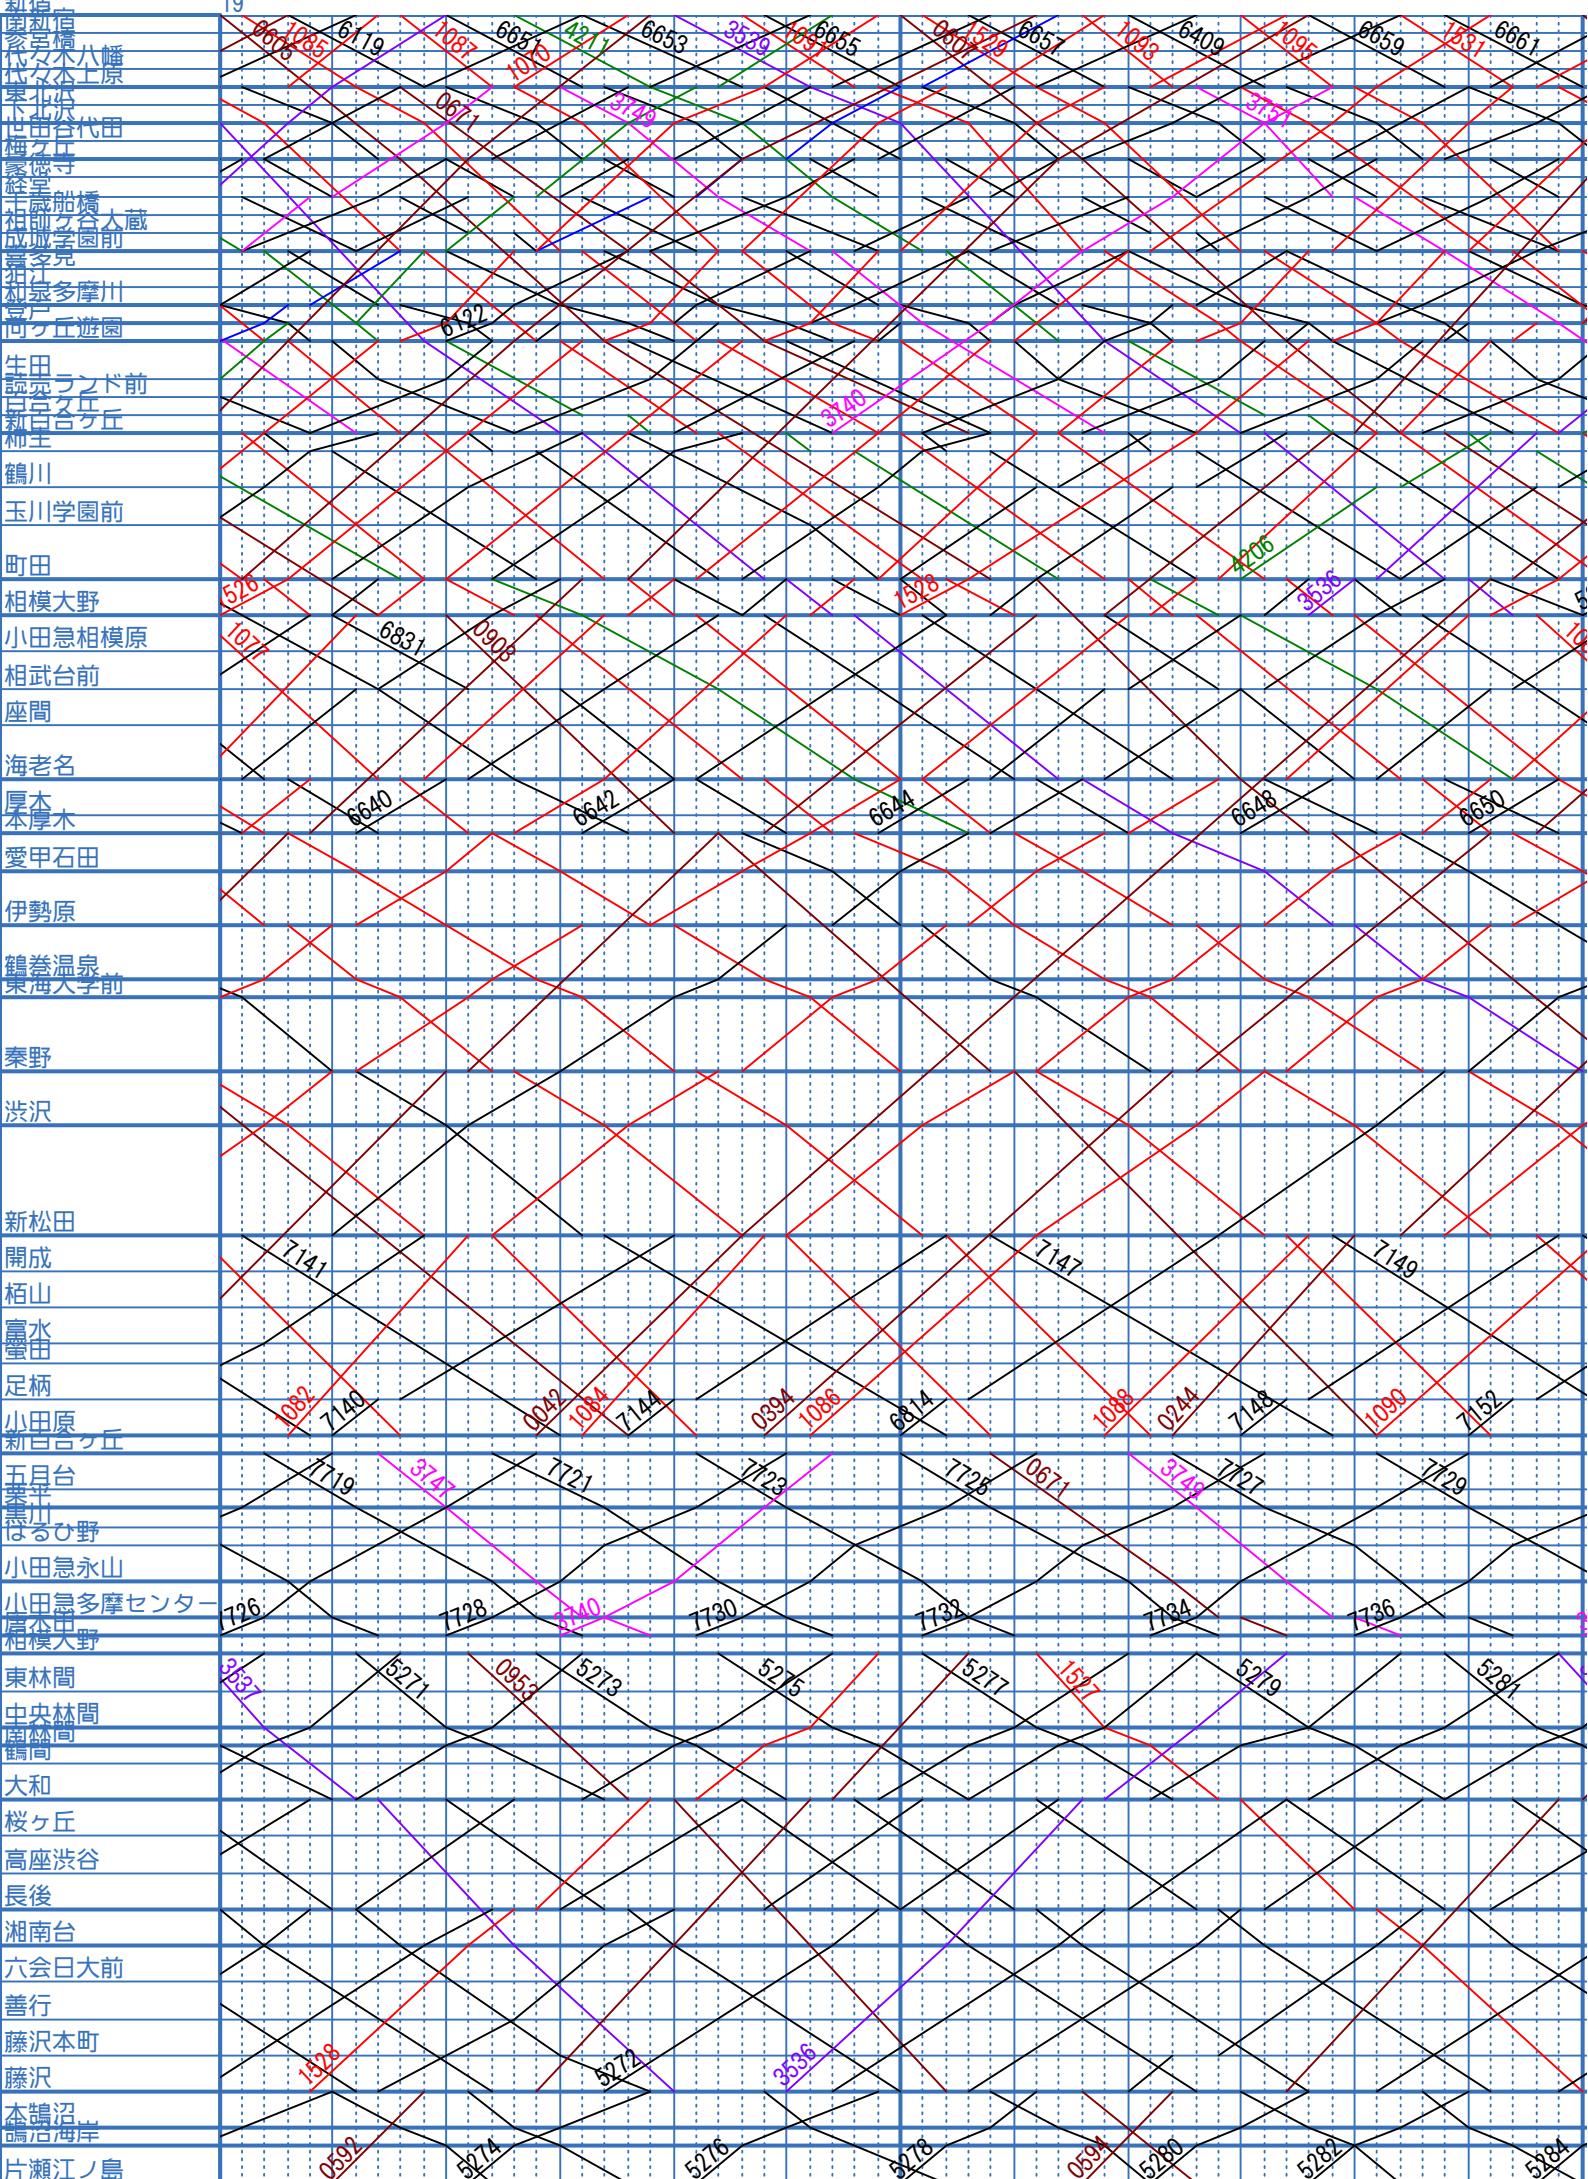 新宿
19
南新宿
参宮橋
代々木八幡
代々木上原
東北沢
下北沢
世田谷代田
梅ヶ丘
豪徳寺
経堂
千歳船橋
祖師ヶ谷大蔵
成城学園前
喜多見
狛江
和泉多摩川
登戸
向ヶ丘遊園
生田
読売ランド前
百合ヶ丘
新百合ヶ丘
柿生
鶴川
玉川学園前
町田
相模大野
小田急相模原
相武台前
座間
海老名
厚木
本厚木
愛甲石田
伊勢原
鶴巻温泉
東海大学前
秦野
渋沢
新松田
開成
栢山
富水
螢田
足柄
小田原
新百合ヶ丘
五月台
栗平
黒川
はるひ野
小田急永山
小田急多摩センター
唐木田
相模大野
東林間
中央林間
南林間
鶴間
大和
桜ヶ丘
高座渋谷
長後
湘南台
六会日大前
善行
藤沢本町
藤沢
本鵠沼
鵠沼海岸
片瀬江ノ島
0605
1085
6119
1087
6651
1070
4211
6653
3539
1091
6655
0607
1529
6657
1093
6409
1095
6659
1531
6661
0671
3749
3751
6122
3740
4206
526
1528
3536
1077
6831
0903
6640
6642
6644
6648
6650
7141
7147
7149
1082
7140
0042
1084
7144
0394
1086
6814
1088
0244
7148
1090
7152
7719
3747
7721
7723
7725
0671
3749
7727
7729
7726
7728
3740
7730
7732
7734
7736
3537
5271
0953
5273
5275
5277
1527
5279
5281
1528
5272
3536
0592
5274
5276
5278
0594
5280
5282
5284